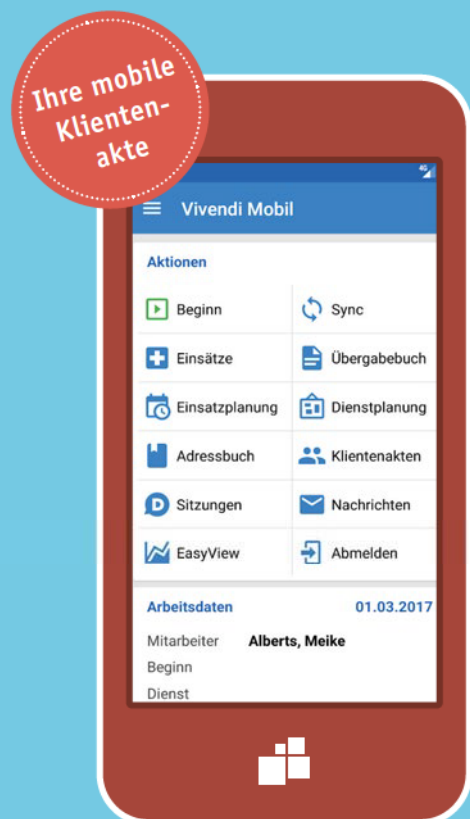 Ihre mobile
Klienten-
akte
4G
Vivendi Mobil
Aktionen
Beginn
Sync
Einsätze
Übergabebuch
Einsatzplanung
Dienstplanung
Adressbuch
Klientenakten
D
Sitzungen
Nachrichten
EasyView
Abmelden
Arbeitsdaten 01.03.2017
Mitarbeiter Alberts, Meike
Beginn
Dienst